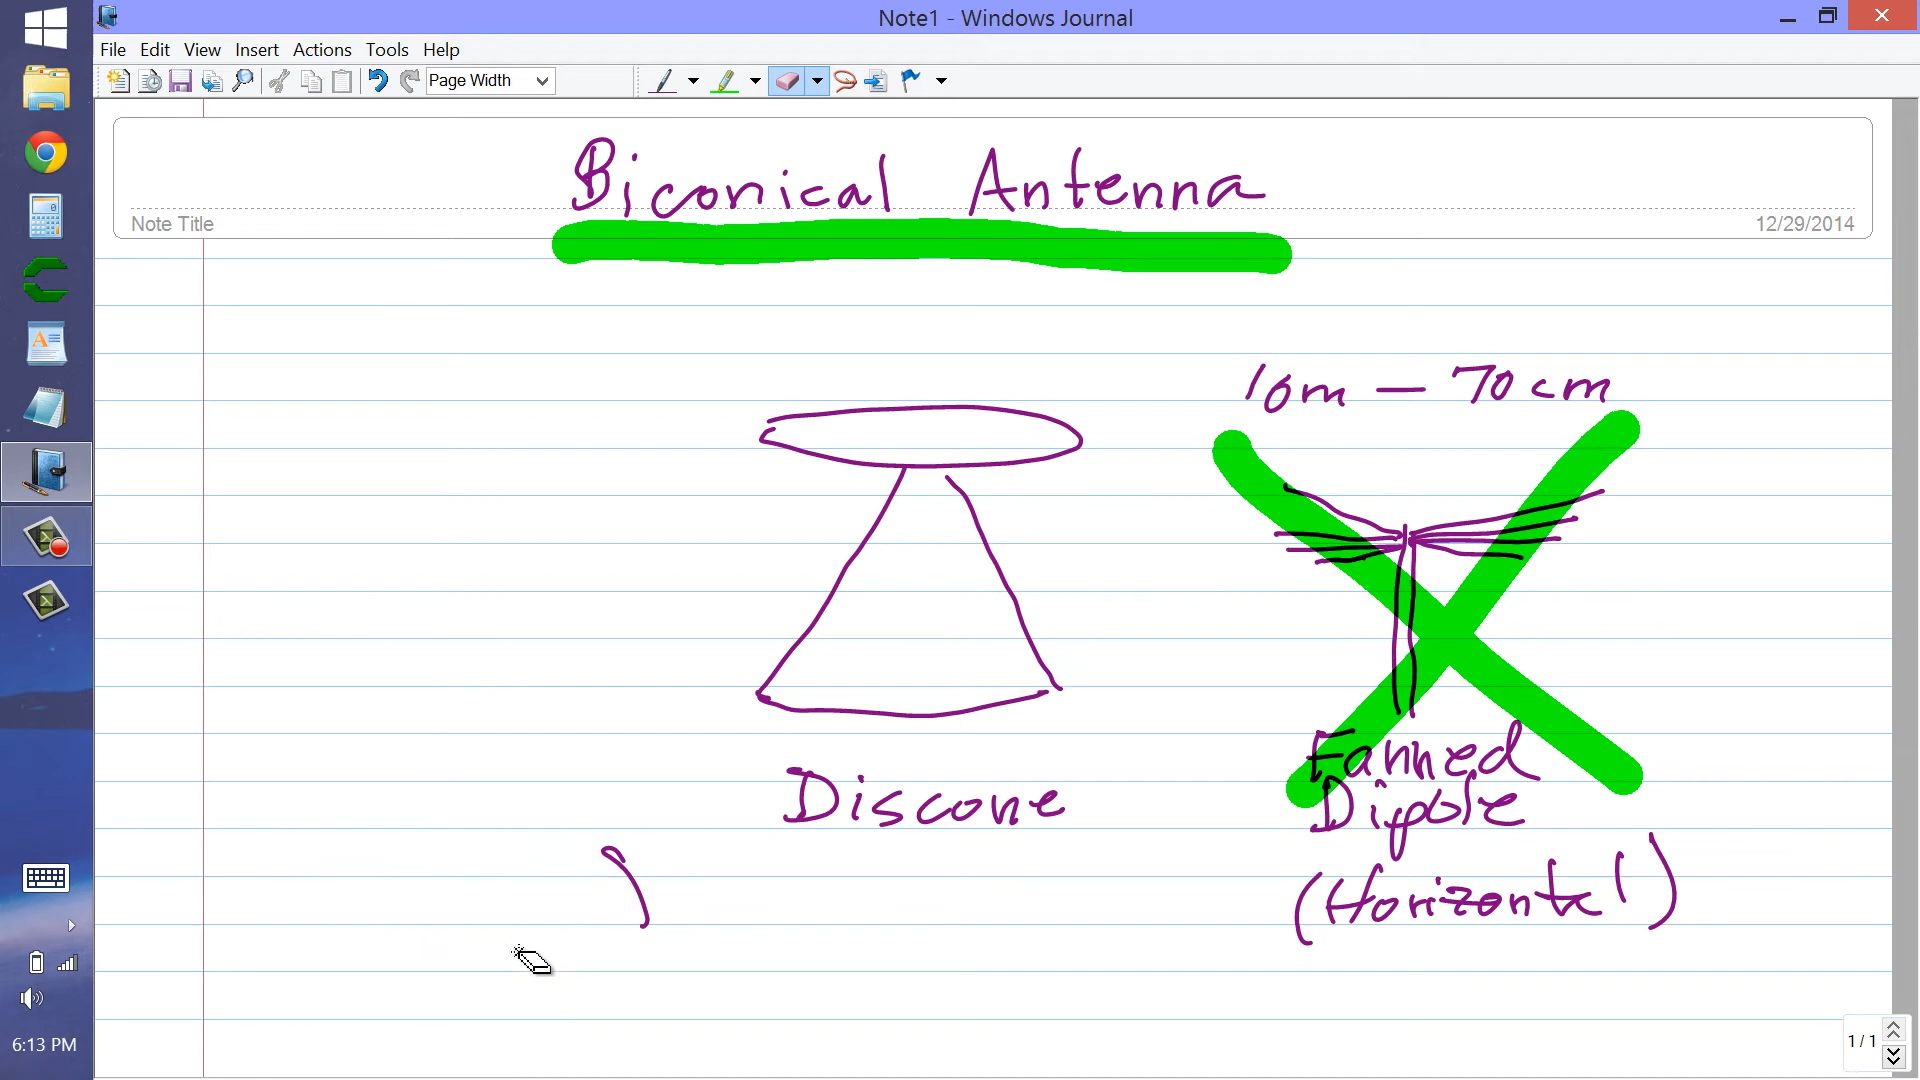 Note1 - Windows Journal
File Edit View Insert Actions Tools Help
Page Width
Biconical Antenna
Note Title
12/29/2014
10m — 70cm
Fanned
Dipole
Discone
(Horizontal)
6:13 PM
1 / 1